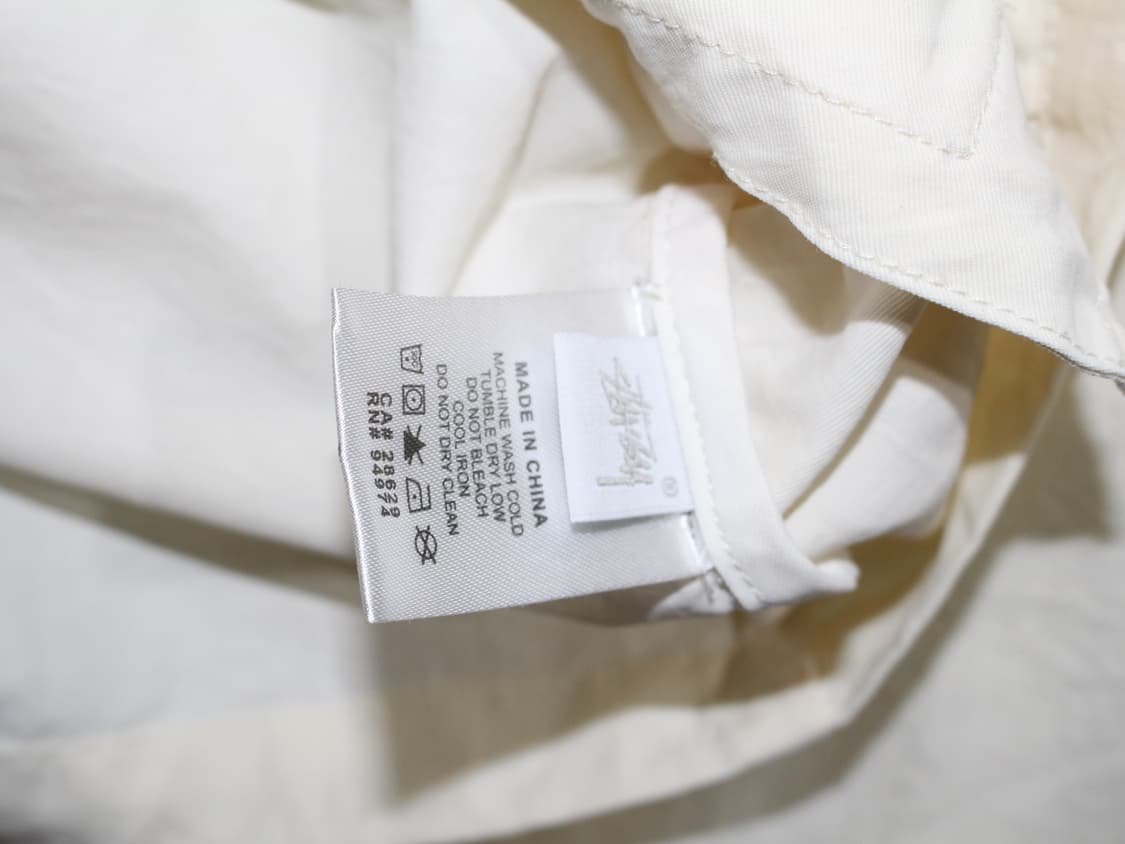 STÜSSY
®
MADE IN CHINA
MACHINE WASH COLD
TUMBLE DRY LOW
DO NOT BLEACH
COOL IRON
DO NOT DRY CLEAN
CA# 28629
RN# 94974